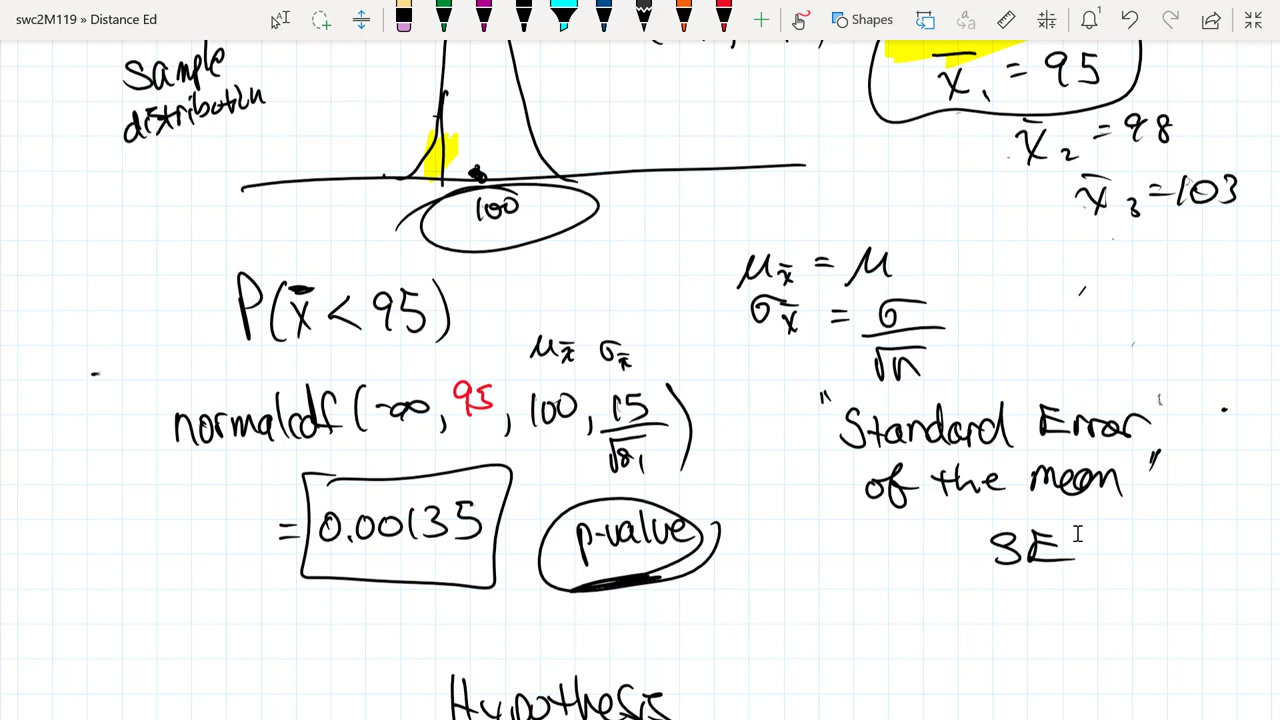 swc2M119 » Distance Ed
Shapes
Sample
distribution
x̄₁ = 95
x̄₂ = 98
x̄₃ = 103
100
μx̄ = μ
σx̄ = σ/√n
P(x̄ < 95)
μx̄ σx̄
normalcdf(-∞, 95, 100, 15/√81)
"Standard Error
of the mean"
= 0.00135
p-value
SE
Hypothesis